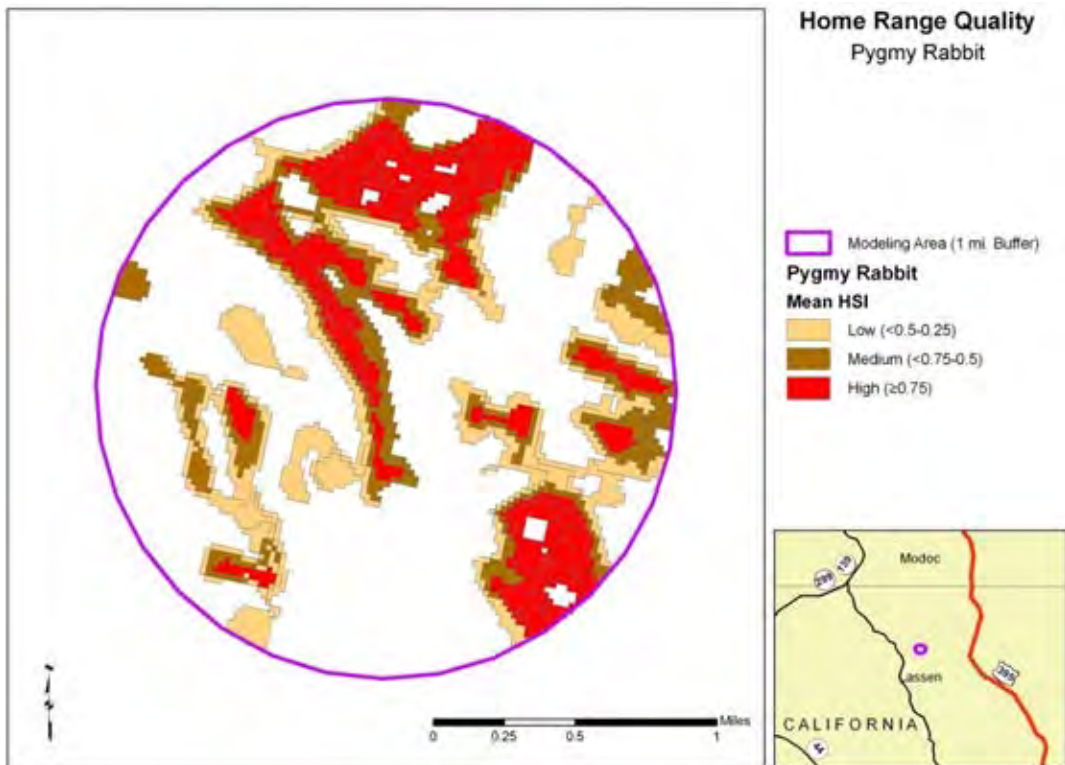 Home Range Quality
Pygmy Rabbit
Modeling Area (1 mi. Buffer)
Pygmy Rabbit
Mean HSI
Low (<0.5-0.25)
Medium (<0.75-0.5)
High (≥0.75)
Miles
0 0.25 0.5 1
Modoc
299 139
Lassen
395
CALIFORNIA
44